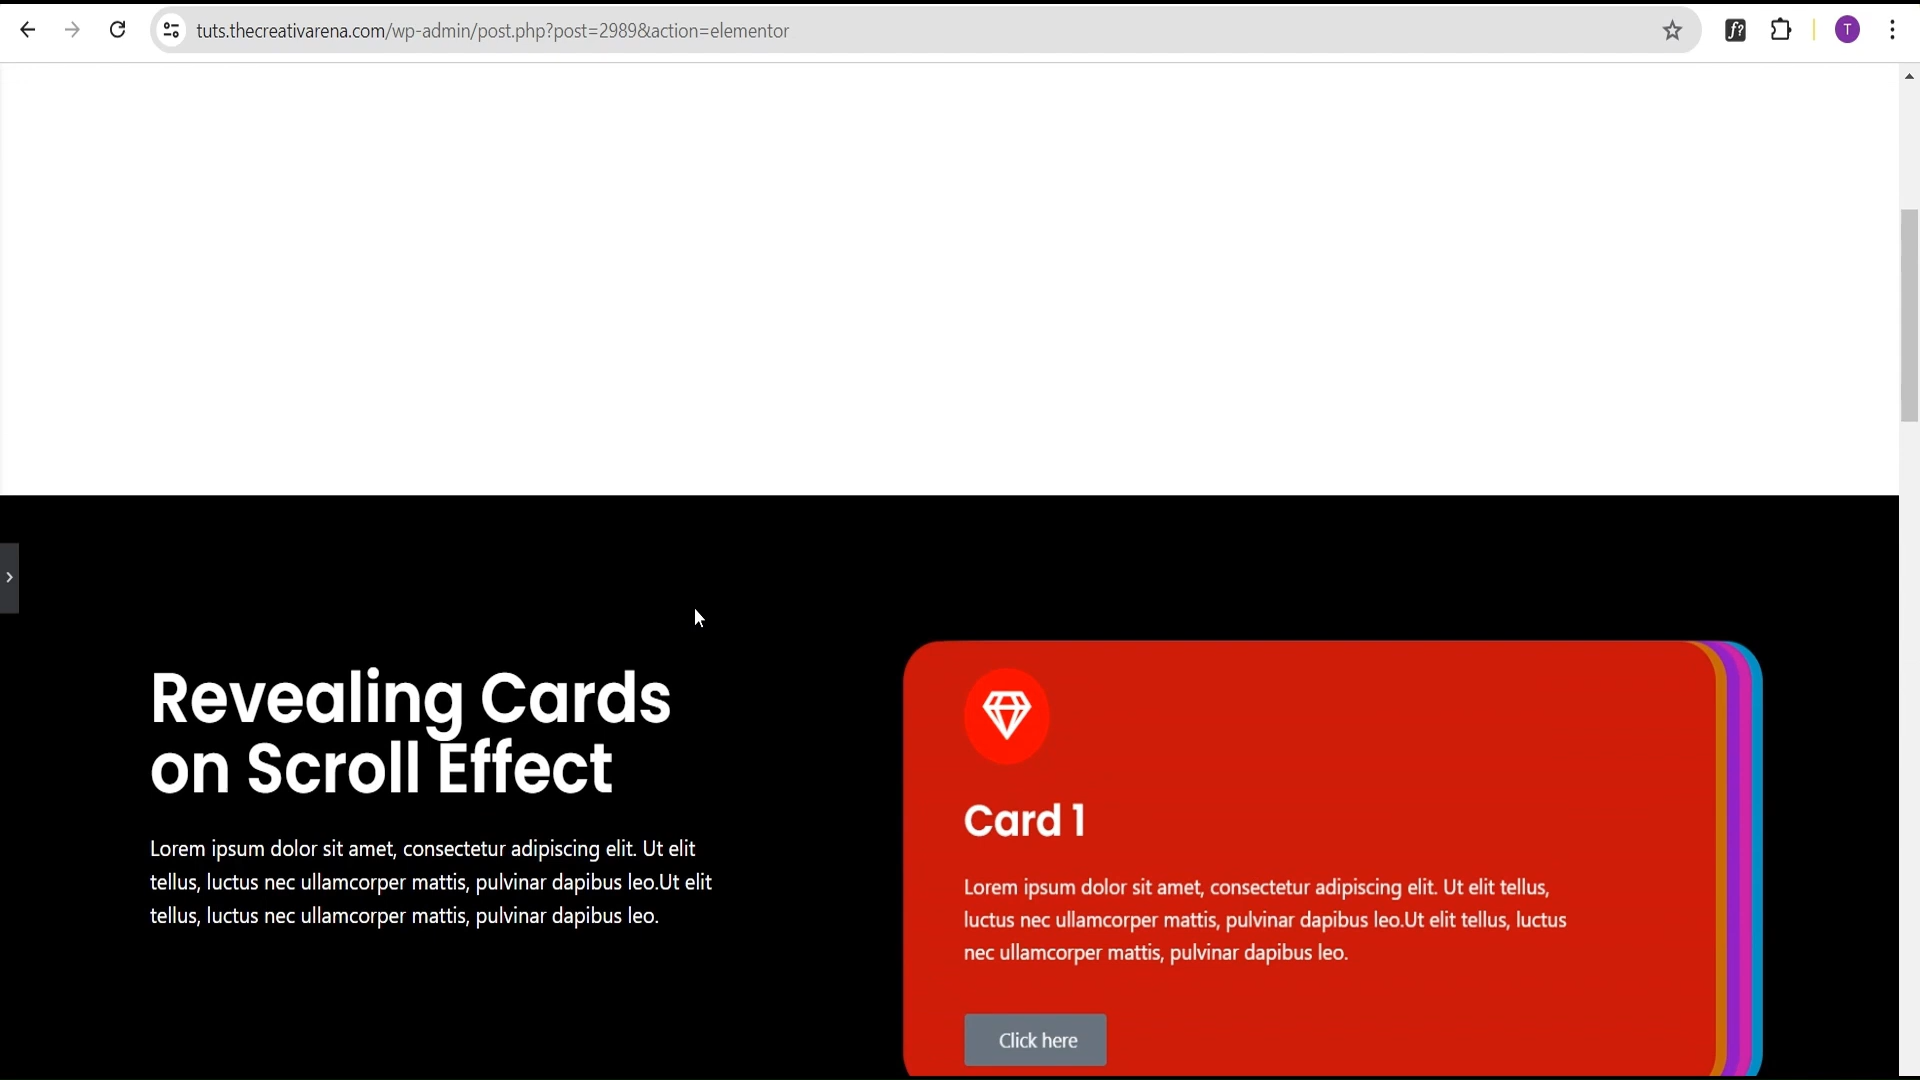 tuts.thecreativarena.com/wp-admin/post.php?post=2989&action=elementor
f?
T
Revealing Cards
on Scroll Effect
Lorem ipsum dolor sit amet, consectetur adipiscing elit. Ut elit
tellus, luctus nec ullamcorper mattis, pulvinar dapibus leo.Ut elit
tellus, luctus nec ullamcorper mattis, pulvinar dapibus leo.
Card 1
Lorem ipsum dolor sit amet, consectetur adipiscing elit. Ut elit tellus,
luctus nec ullamcorper mattis, pulvinar dapibus leo.Ut elit tellus, luctus
nec ullamcorper mattis, pulvinar dapibus leo.
Click here